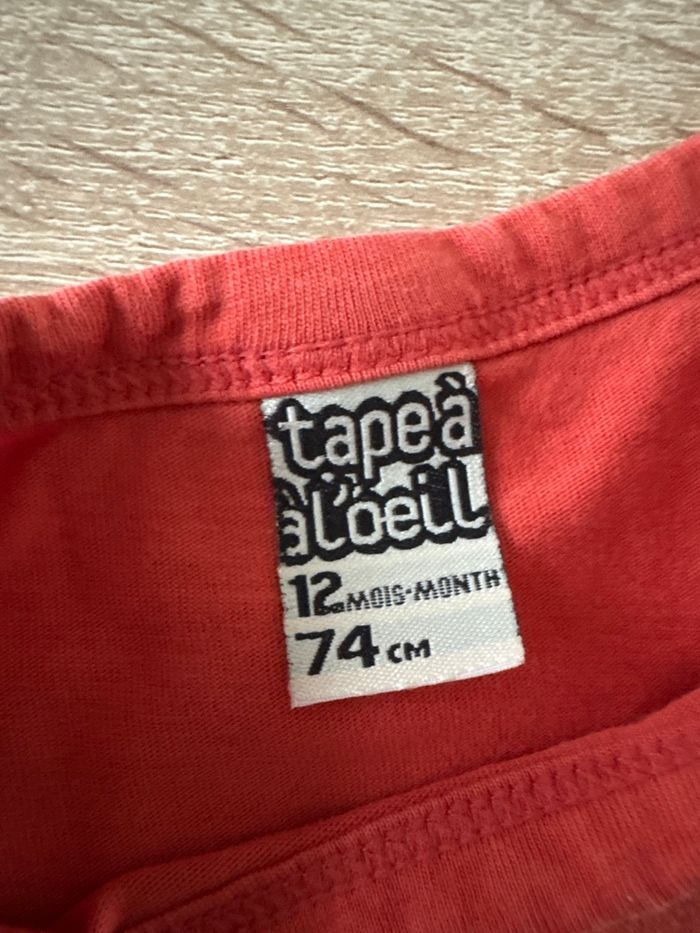 tape à
à l'oeil
12 MOIS-MONTH
74 CM